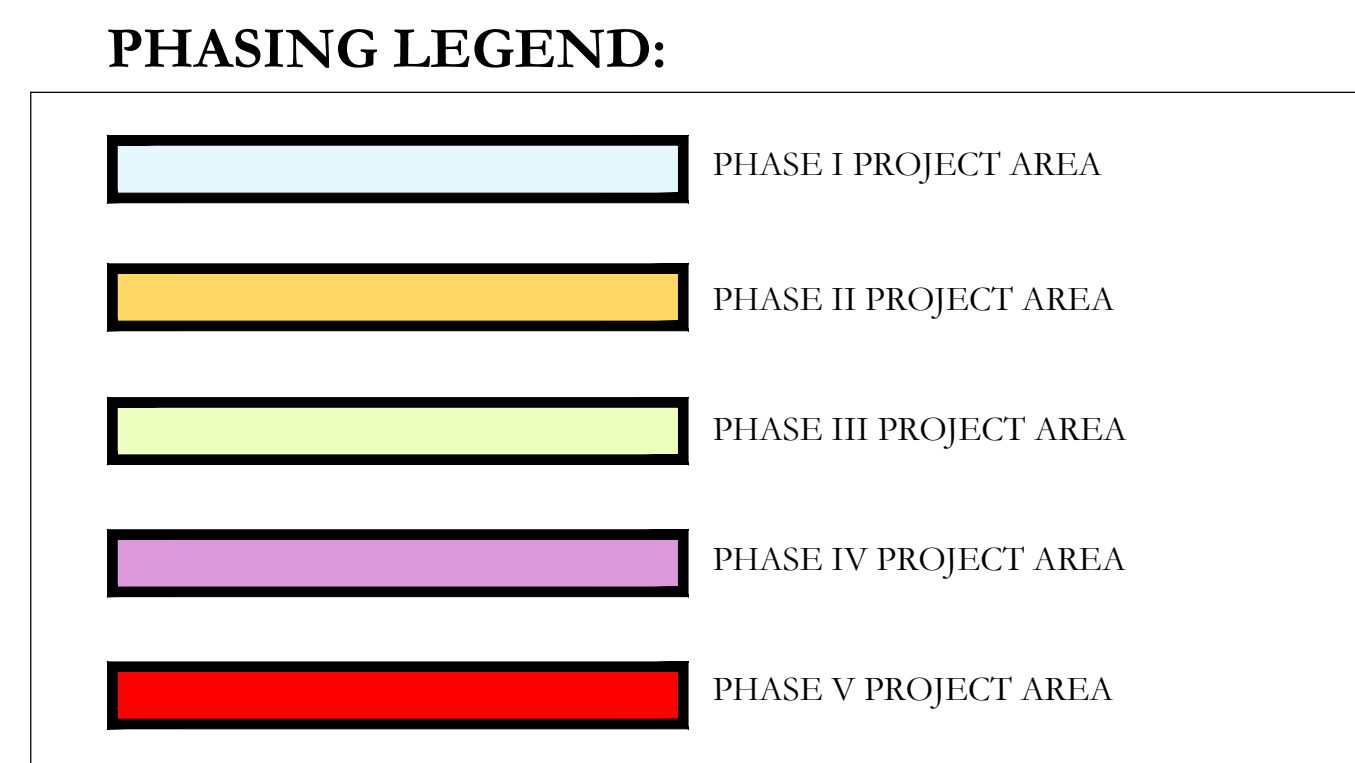 PHASING LEGEND:
PHASE I PROJECT AREA
PHASE II PROJECT AREA
PHASE III PROJECT AREA
PHASE IV PROJECT AREA
PHASE V PROJECT AREA